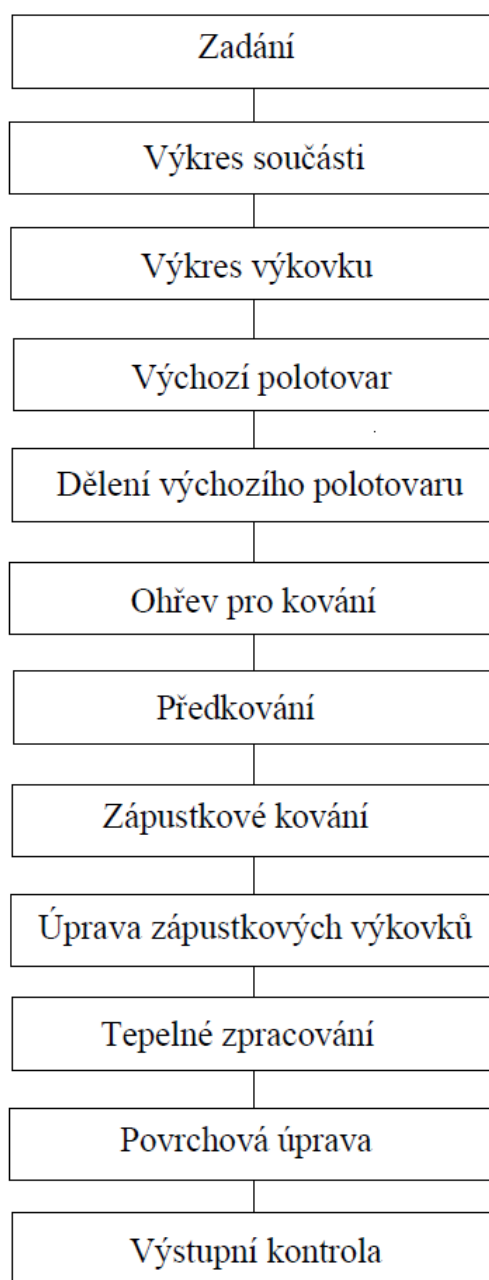 Zadání
Výkres součásti
Výkres výkovku
Výchozí polotovar
Dělení výchozího polotovaru
Ohřev pro kování
Předkování
Zápustkové kování
Úprava zápustkových výkovků
Tepelné zpracování
Povrchová úprava
Výstupní kontrola